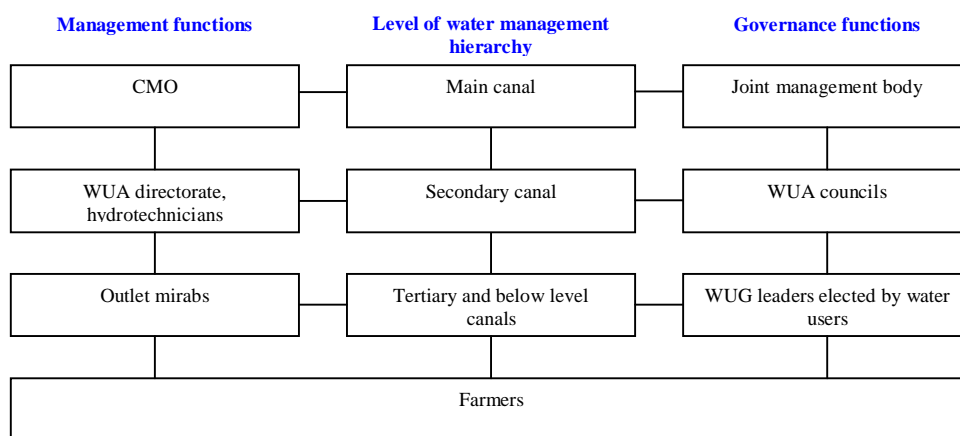 Management functions
Level of water management
hierarchy
Governance functions
CMO
Main canal
Joint management body
WUA directorate,
hydrotechnicians
Secondary canal
WUA councils
Outlet mirabs
Tertiary and below level
canals
WUG leaders elected by water
users
Farmers